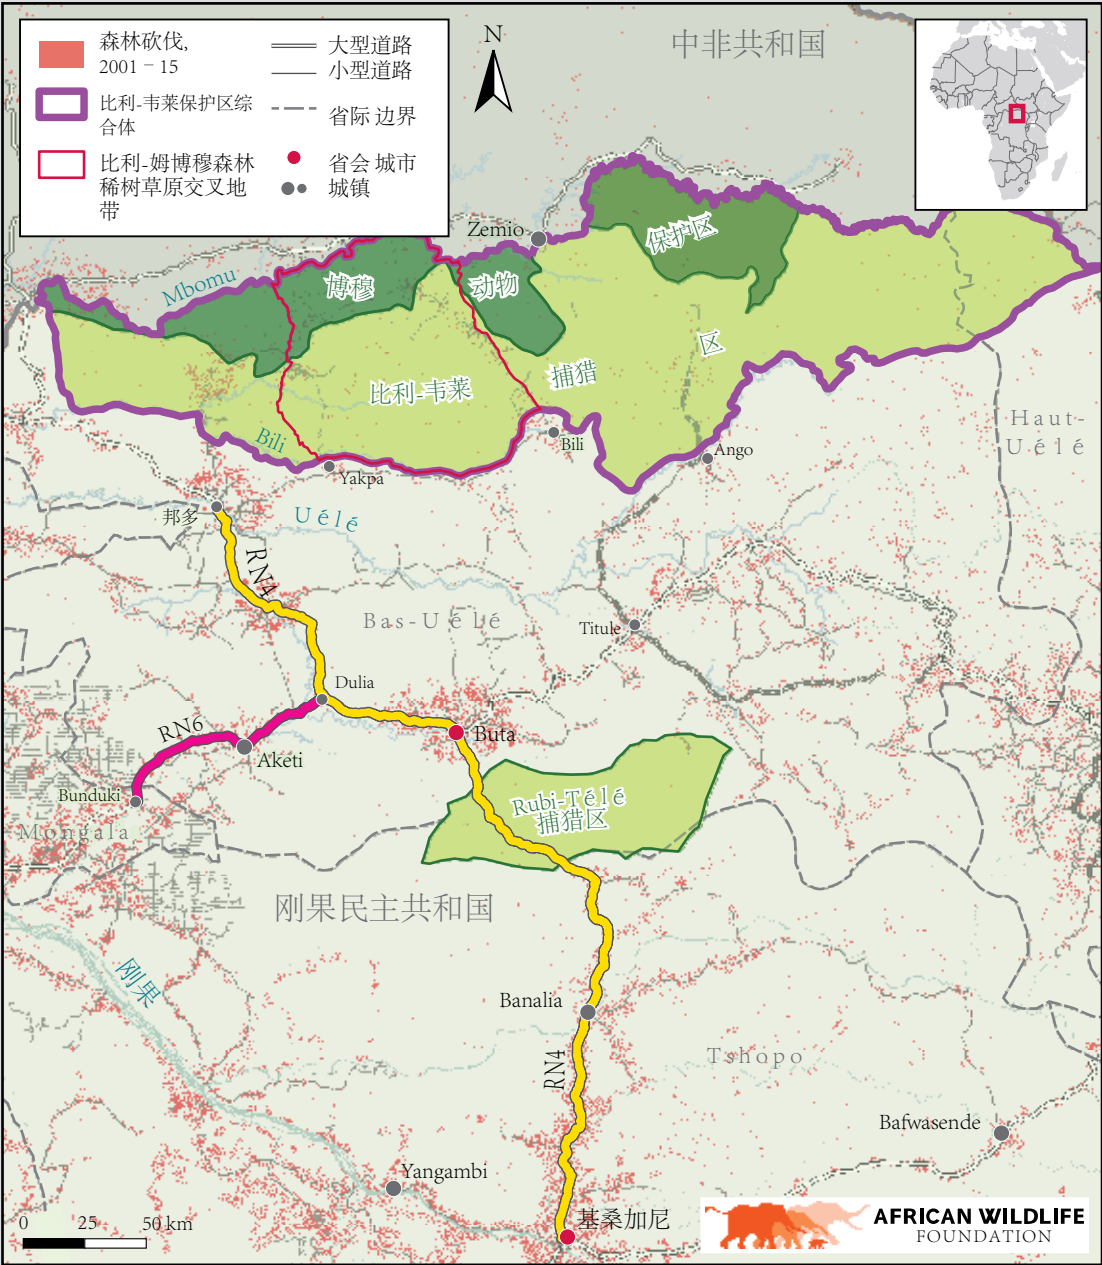 森林砍伐,
2001 – 15
比利-韦莱保护区综
合体
比利-姆博穆森林
稀树草原交叉地
带
大型道路
小型道路
省际 边界
省会 城市
城镇
N
中非共和国
Zemio
保护区
Mbomu
博穆
动物
区
捕猎
比利-韦莱
Bili
Bili
Haut-
Uélé
Ango
Yakpa
邦多
Uélé
RN4
Bas-Uélé
Titule
Dulia
RN6
Buta
Aketi
Bunduki
Rubi-Télé
捕猎区
Mongala
刚果民主共和国
刚果
Banalia
RN4
Tshopo
Bafwasende
Yangambi
基桑加尼
0 25 50 km
AFRICAN WILDLIFE
FOUNDATION